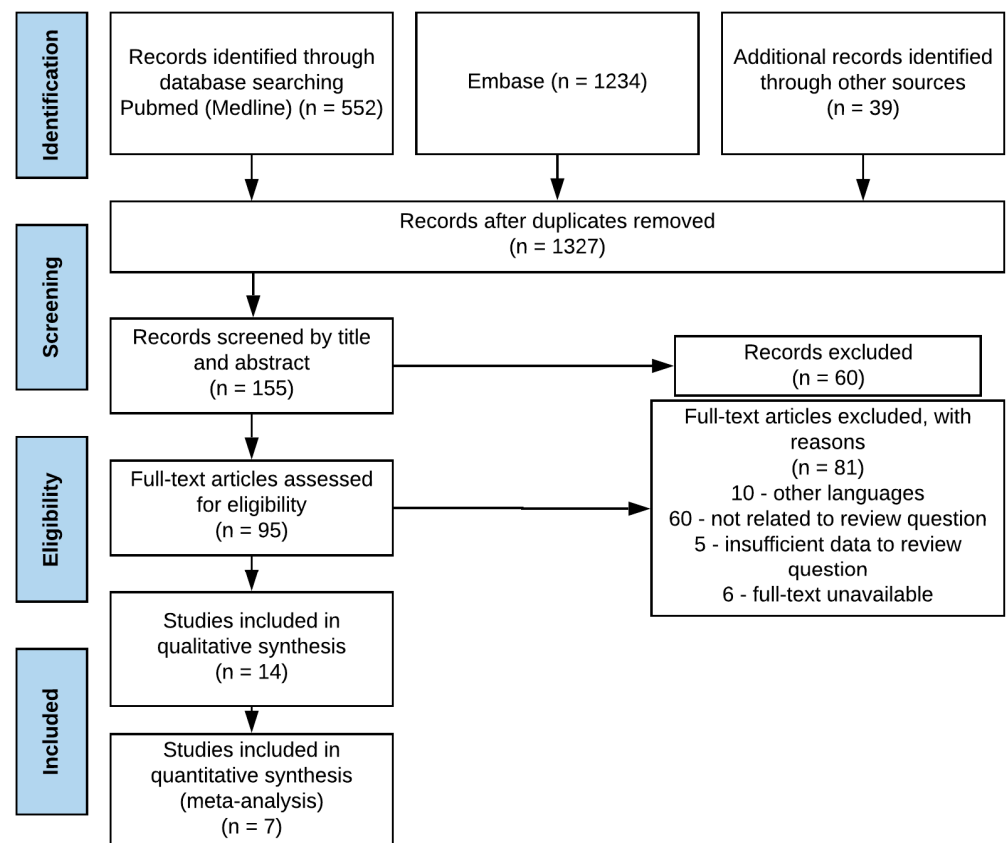 Identification
Records identified through
database searching
Pubmed (Medline) (n = 552)
Embase (n = 1234)
Additional records identified
through other sources
(n = 39)
Records after duplicates removed
(n = 1327)
Screening
Records screened by title
and abstract
(n = 155)
Records excluded
(n = 60)
Eligibility
Full-text articles assessed
for eligibility
(n = 95)
Full-text articles excluded, with
reasons
(n = 81)
10 - other languages
60 - not related to review question
5 - insufficient data to review
question
6 - full-text unavailable
Studies included in
qualitative synthesis
(n = 14)
Included
Studies included in
quantitative synthesis
(meta-analysis)
(n = 7)